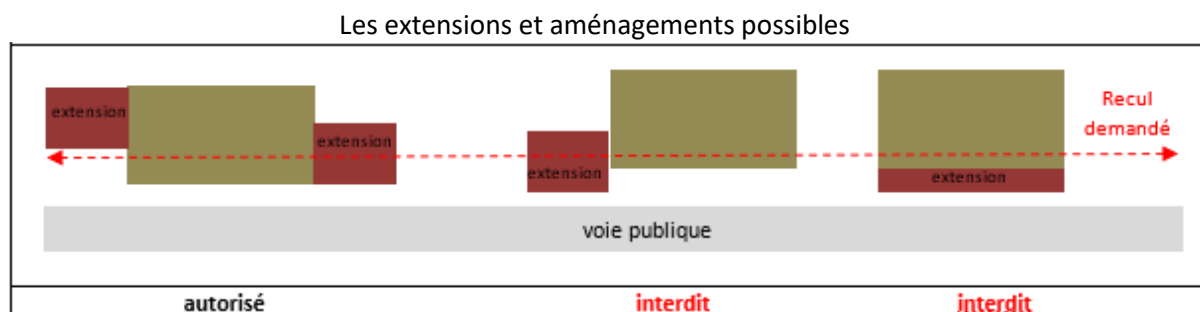 Les extensions et aménagements possibles
extension
extension
extension
extension
Recul
demandé
voie publique
autorisé
interdit
interdit